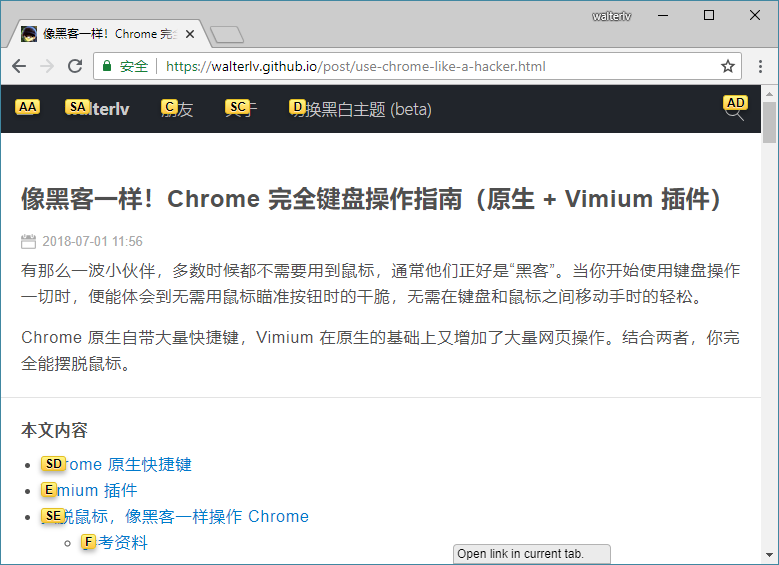 walterlv
像黑客一样！Chrome 完
安全 https://walterlv.github.io/post/use-chrome-like-a-hacker.html
AA SA lterlv C 朋友 SC 关于 D 换黑白主题 (beta) AD
像黑客一样！Chrome 完全键盘操作指南（原生 + Vimium 插件）
2018-07-01 11:56
有那么一波小伙伴，多数时候都不需要用到鼠标，通常他们正好是“黑客”。当你开始使用键盘操作
一切时，便能体会到无需用鼠标瞄准按钮时的干脆，无需在键盘和鼠标之间移动手时的轻松。
Chrome 原生自带大量快捷键，Vimium 在原生的基础上又增加了大量网页操作。结合两者，你完
全能摆脱鼠标。
本文内容
SD rome 原生快捷键
E mium 插件
SE 脱鼠标，像黑客一样操作 Chrome
F 考资料
Open link in current tab.